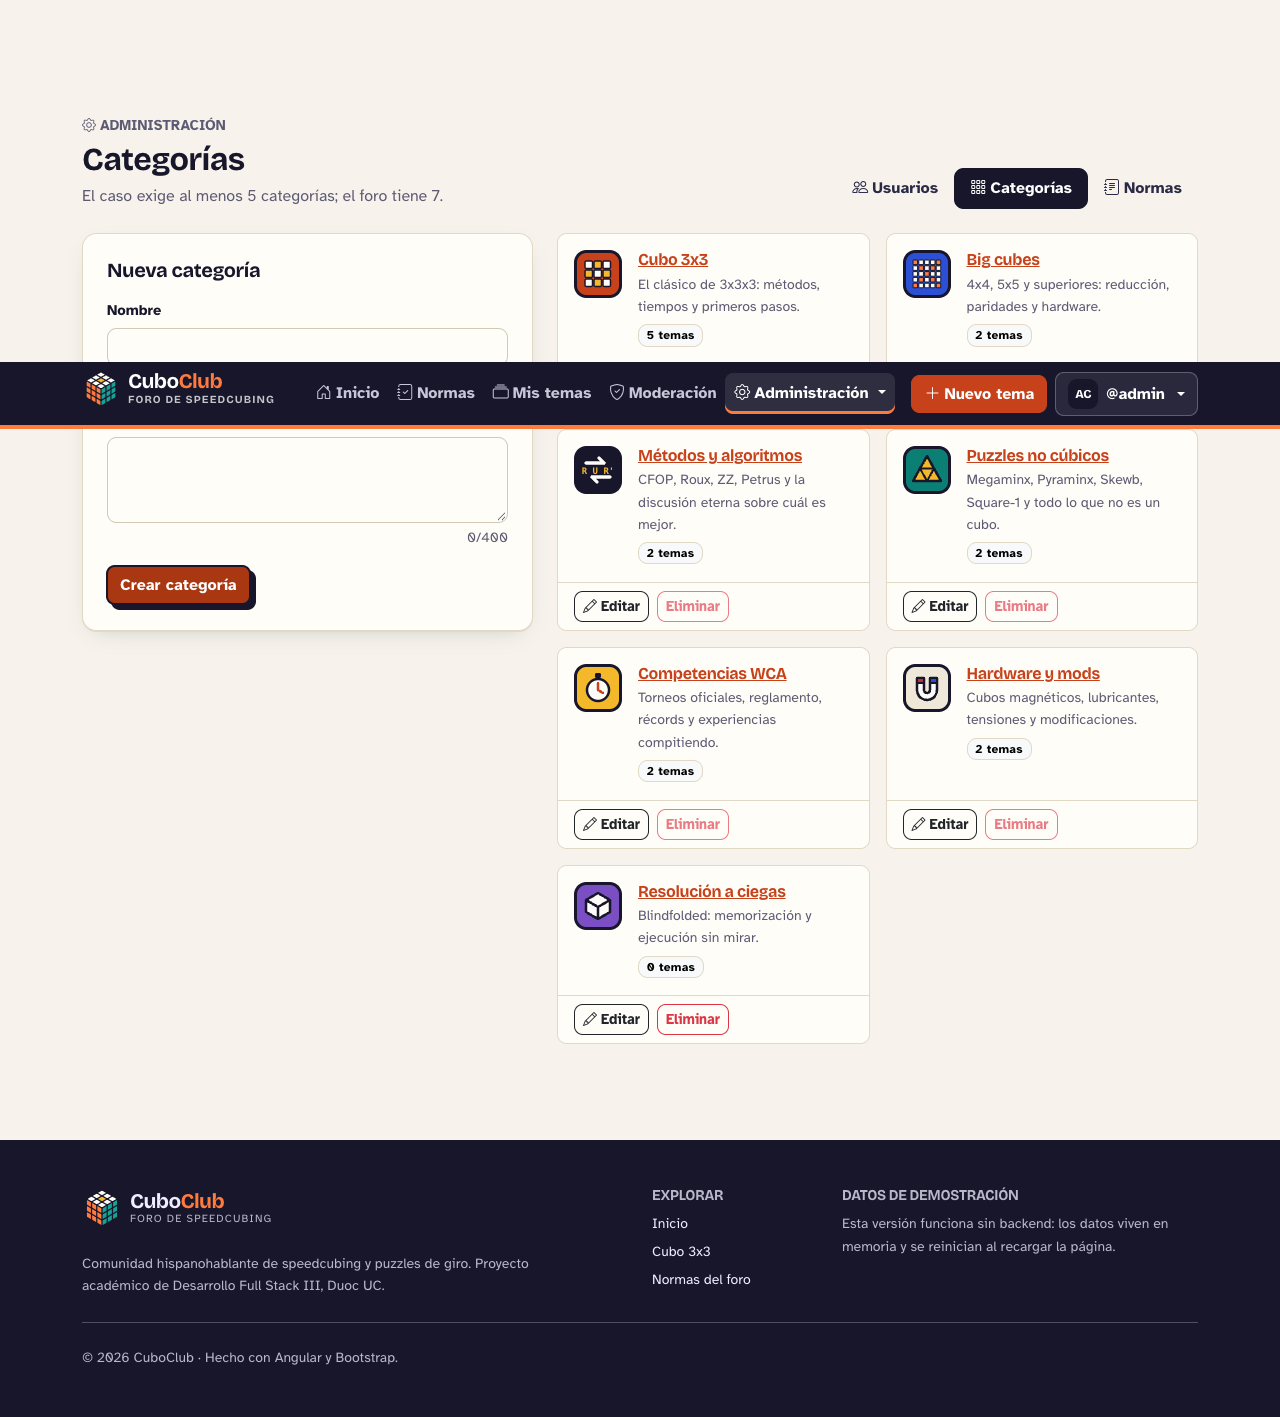 ADMINISTRACIÓN
Categorías
El caso exige al menos 5 categorías; el foro tiene 7.
Usuarios
Categorías
Normas
Nueva categoría
Nombre
Cubo 3x3
El clásico de 3x3x3: métodos,
tiempos y primeros pasos.
5 temas
Big cubes
4x4, 5x5 y superiores: reducción,
paridades y hardware.
2 temas
CuboClub
FORO DE SPEEDCUBING
Inicio
Normas
Mis temas
Moderación
Administración
Nuevo tema
AC @admin
0/400
Crear categoría
R U R'
Métodos y algoritmos
CFOP, Roux, ZZ, Petrus y la
discusión eterna sobre cuál es
mejor.
2 temas
Editar
Eliminar
Puzzles no cúbicos
Megaminx, Pyraminx, Skewb,
Square-1 y todo lo que no es un
cubo.
2 temas
Editar
Eliminar
Competencias WCA
Torneos oficiales, reglamento,
récords y experiencias
compitiendo.
2 temas
Editar
Eliminar
Hardware y mods
Cubos magnéticos, lubricantes,
tensiones y modificaciones.
2 temas
Editar
Eliminar
Resolución a ciegas
Blindfolded: memorización y
ejecución sin mirar.
0 temas
Editar
Eliminar
CuboClub
FORO DE SPEEDCUBING
Comunidad hispanohablante de speedcubing y puzzles de giro. Proyecto
académico de Desarrollo Full Stack III, Duoc UC.
EXPLORAR
Inicio
Cubo 3x3
Normas del foro
DATOS DE DEMOSTRACIÓN
Esta versión funciona sin backend: los datos viven en
memoria y se reinician al recargar la página.
© 2026 CuboClub · Hecho con Angular y Bootstrap.